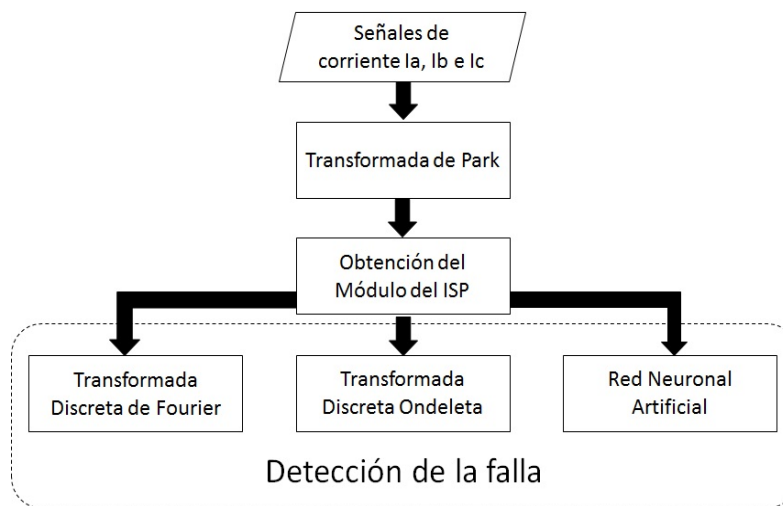 Señales de
corriente Ia, Ib e Ic
Transformada de Park
Obtención del
Módulo del ISP
Transformada
Discreta de Fourier
Transformada
Discreta Ondeleta
Red Neuronal
Artificial
Detección de la falla